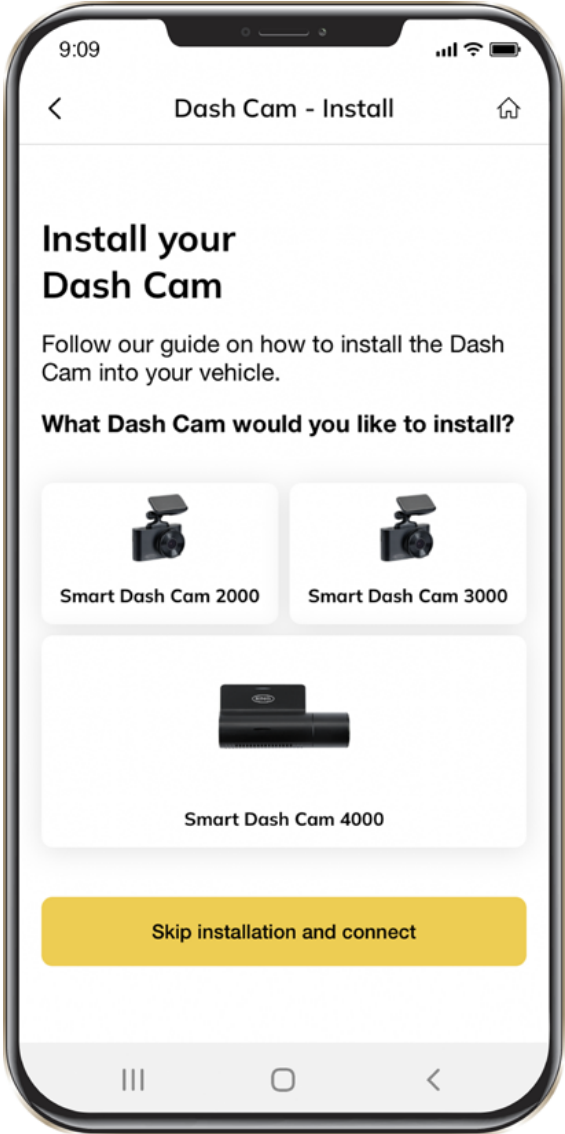 9:09
Dash Cam - Install
Install your
Dash Cam
Follow our guide on how to install the Dash
Cam into your vehicle.
What Dash Cam would you like to install?
Smart Dash Cam 2000
Smart Dash Cam 3000
Smart Dash Cam 4000
Skip installation and connect